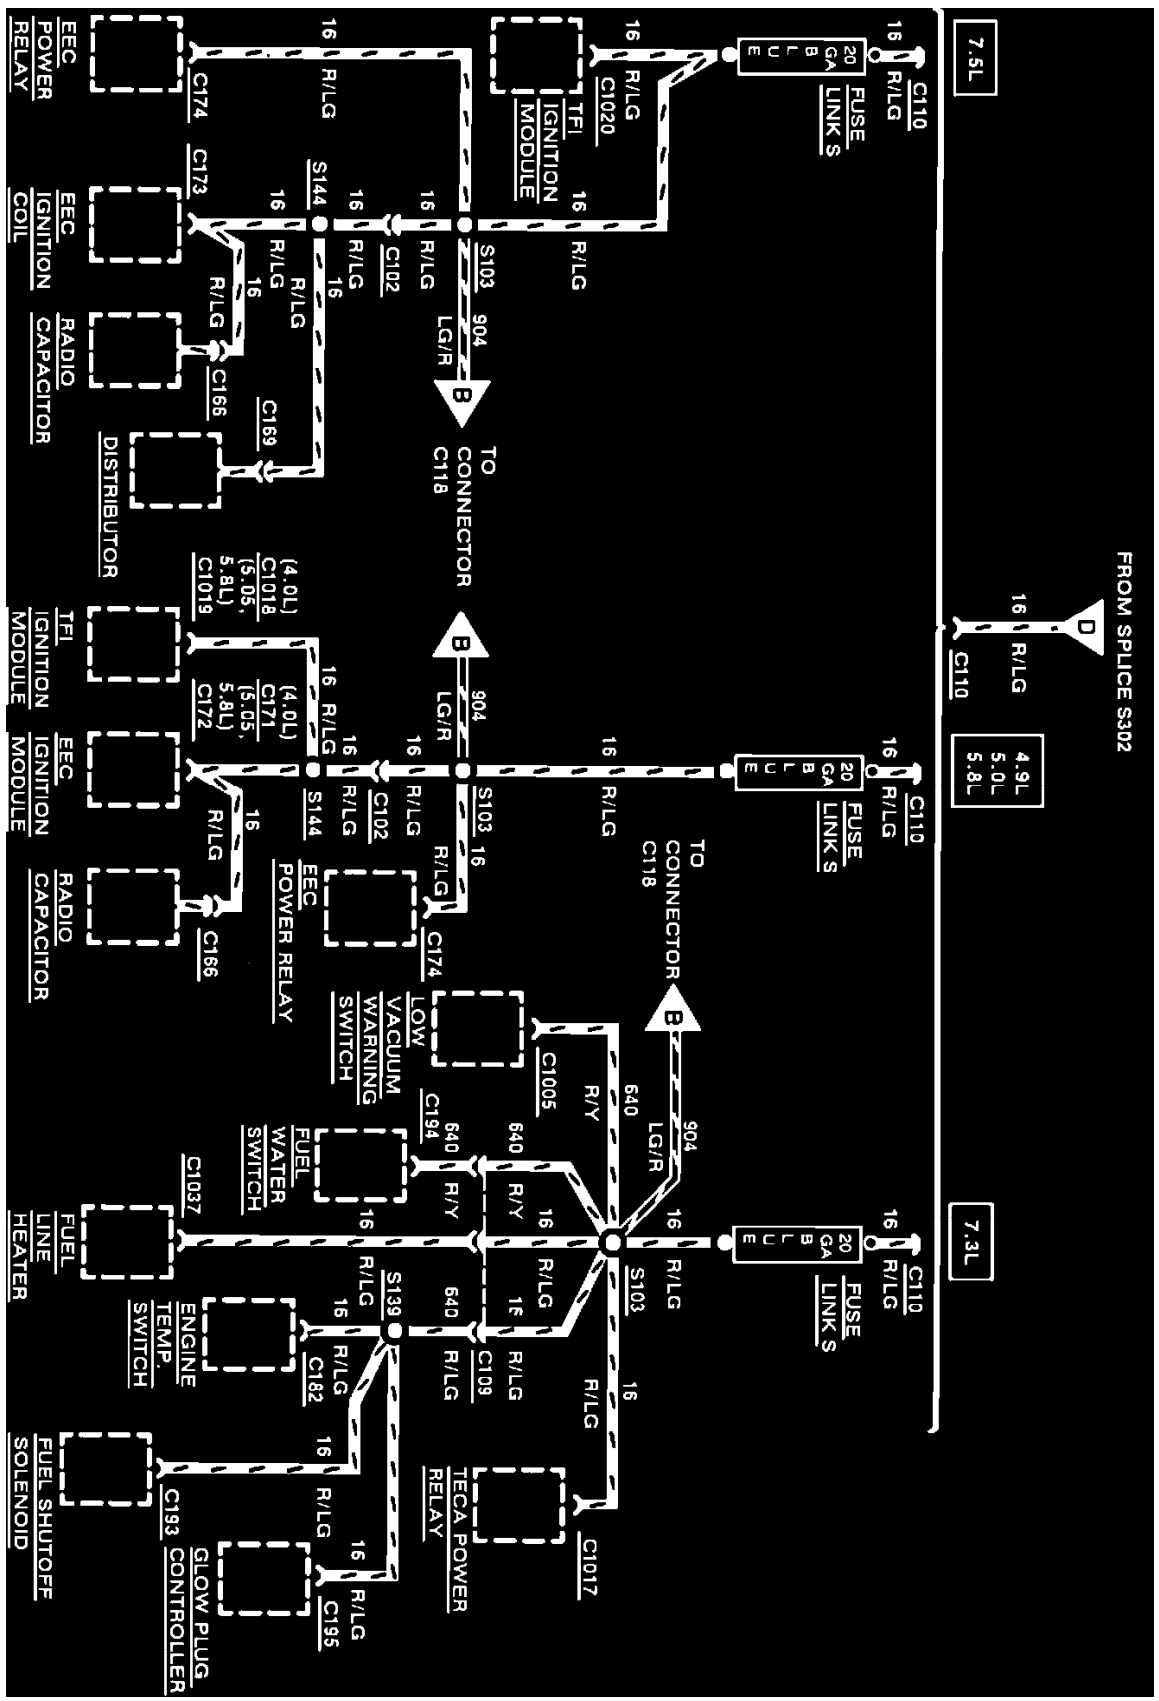 FROM SPLICE S302
D
16
R/LG
C110
7.5L
16
R/LG
C110
20
GA
B
L
U
E
FUSE
LINK S
16
R/LG
C1020
TFI
IGNITION
MODULE
16
R/LG
S103
904
LG/R
B
TO
CONNECTOR
C118
16
R/LG
C174
EEC
POWER
RELAY
16
R/LG
C102
16
R/LG
S144
16
R/LG
C173
EEC
IGNITION
COIL
16
R/LG
C166
RADIO
CAPACITOR
16
R/LG
C169
DISTRIBUTOR
4.9L
5.0L
5.8L
16
R/LG
C110
20
GA
B
L
U
E
FUSE
LINK S
16
R/LG
S103
904
LG/R
B
16
R/LG
C174
EEC
POWER RELAY
16
R/LG
C102
16
R/LG
S144
16
R/LG
(4.0L)
C1018
(5.05,
5.8L)
C1019
TFI
IGNITION
MODULE
(4.0L)
C171
(5.05,
5.8L)
C172
EEC
IGNITION
MODULE
16
R/LG
C166
RADIO
CAPACITOR
7.3L
16
R/LG
C110
20
GA
B
L
U
E
FUSE
LINK S
16
R/LG
S103
904
LG/R
B
TO
CONNECTOR
C118
640
R/Y
C1005
LOW
VACUUM
WARNING
SWITCH
640
R/Y
640
R/Y
C194
FUEL
WATER
SWITCH
16
R/LG
16
R/LG
C1037
FUEL
LINE
HEATER
16
R/LG
C109
640
R/LG
S139
16
R/LG
C182
ENGINE
TEMP.
SWITCH
16
R/LG
C193
FUEL SHUTOFF
SOLENOID
16
R/LG
C195
GLOW PLUG
CONTROLLER
16
R/LG
C1017
TECA POWER
RELAY